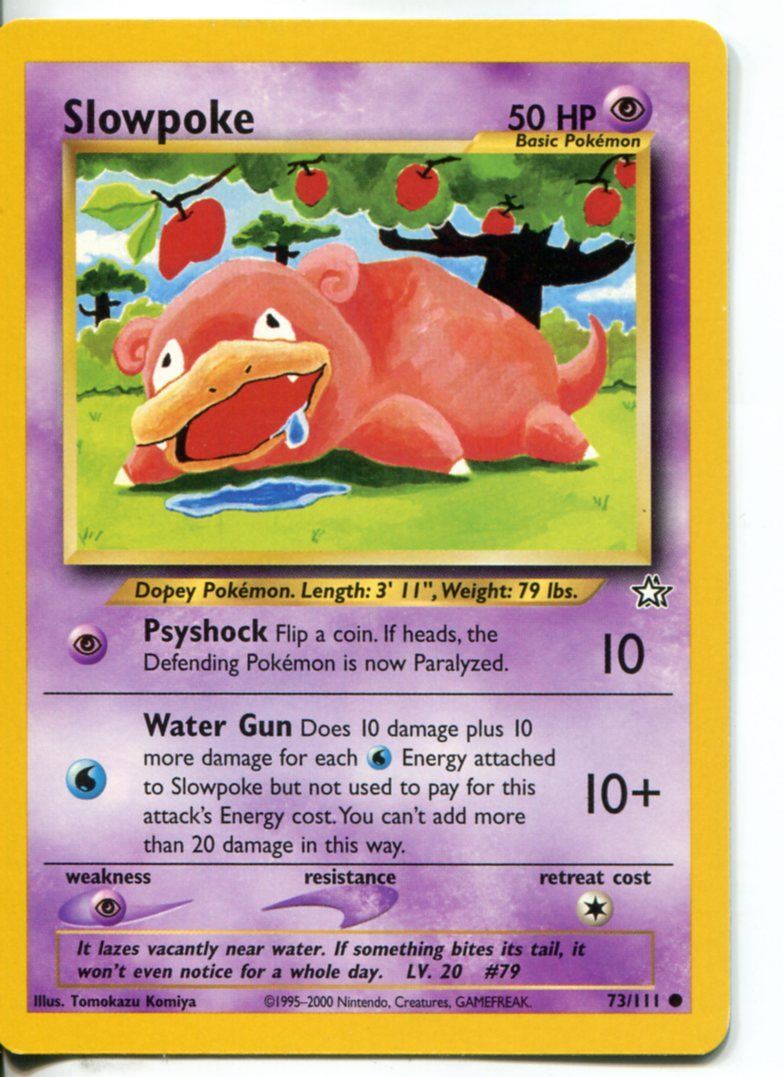 Slowpoke
50 HP
Basic Pokémon
Dopey Pokémon. Length: 3' 11", Weight: 79 lbs.
Psyshock Flip a coin. If heads, the
Defending Pokémon is now Paralyzed.
10
Water Gun Does 10 damage plus 10
more damage for each Energy attached
to Slowpoke but not used to pay for this
attack's Energy cost. You can't add more
than 20 damage in this way.
10+
weakness resistance retreat cost
It lazes vacantly near water. If something bites its tail, it
won't even notice for a whole day. LV. 20 #79
Illus. Tomokazu Komiya ©1995–2000 Nintendo, Creatures, GAMEFREAK. 73/111